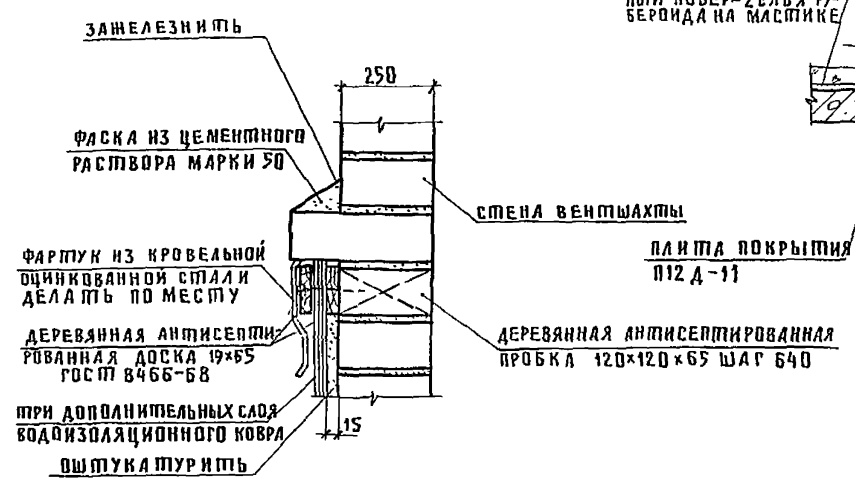 БЕРОИДА НА МАСТИКЕ
ЗАЖЕЛЕЗНИТЬ
250
ФАСКА ИЗ ЦЕМЕНТНОГО
РАСТВОРА МАРКИ 50
СТЕНА ВЕНТШАХТЫ
ПЛИТА ПОКРЫТИЯ
П12Д-11
ФАРТУК ИЗ КРОВЕЛЬНОЙ
ОЦИНКОВАННОЙ СТАЛИ
ДЕЛАТЬ ПО МЕСТУ
ДЕРЕВЯННАЯ АНТИСЕПТИ-
РОВАННАЯ ДОСКА 19×65
ГОСТ 8466-68
ДЕРЕВЯННАЯ АНТИСЕПТИРОВАННАЯ
ПРОБКА 120×120×65 ШАГ 640
ТРИ ДОПОЛНИТЕЛЬНЫХ СЛОЯ
ВОДОИЗОЛЯЦИОННОГО КОВРА
15
ОШТУКАТУРИТЬ